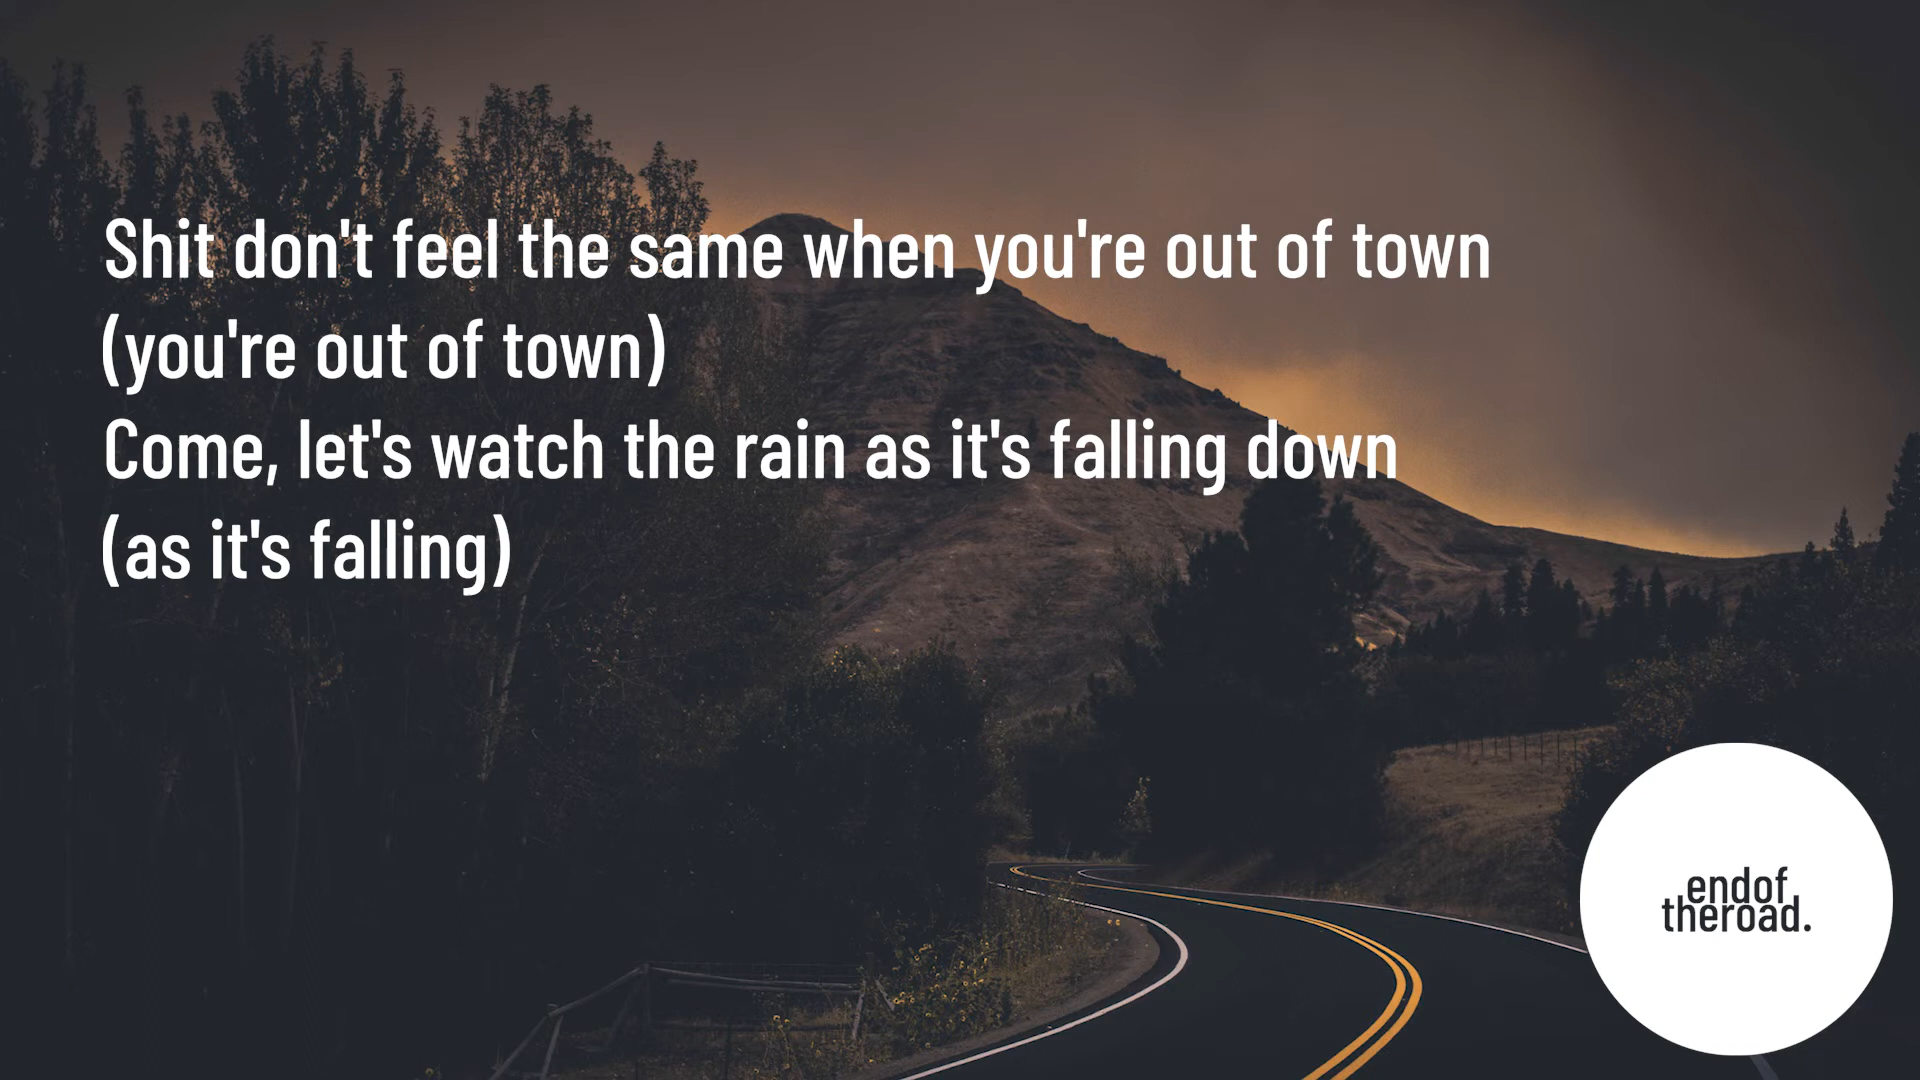 Shit don't feel the same when you're out of town
(you're out of town)
Come, let's watch the rain as it's falling down
(as it's falling)
endof
theroad.